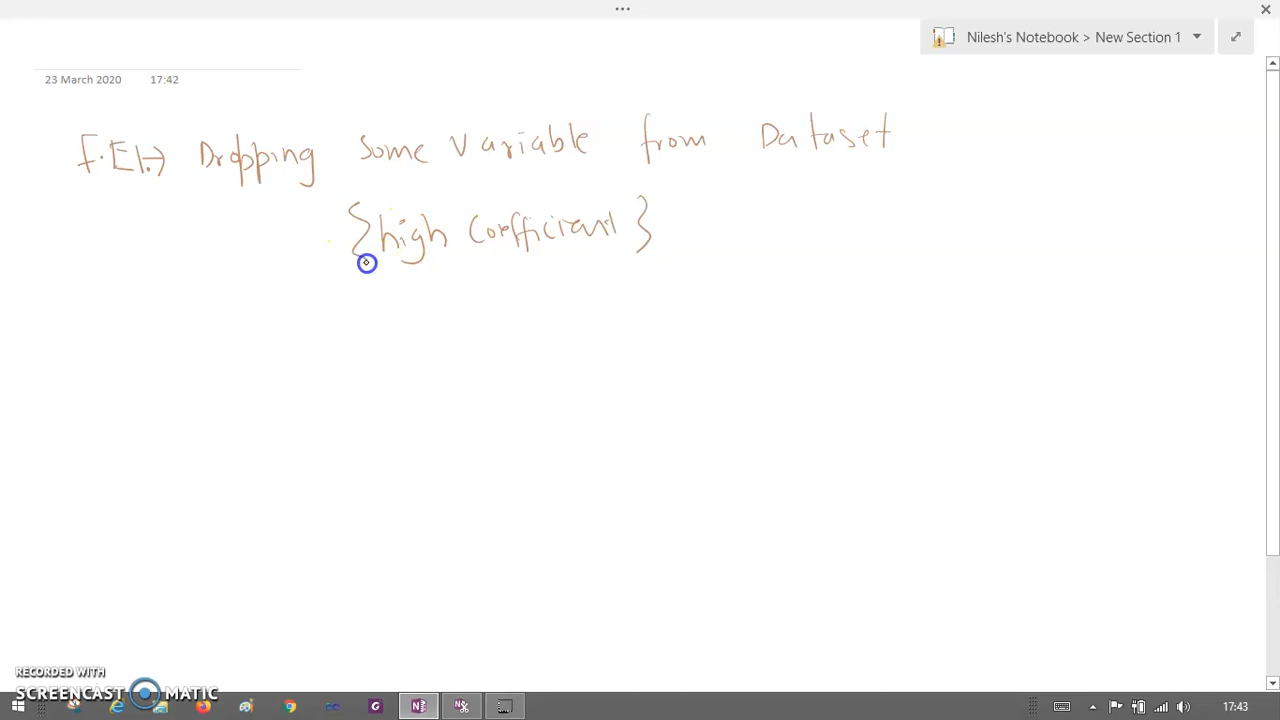 ...
Nilesh's Notebook > New Section 1
23 March 2020 17:42
F.E1.→ Dropping some variable from Dataset
{high coefficient}
RECORDED WITH
SCREENCAST MATIC
17:43